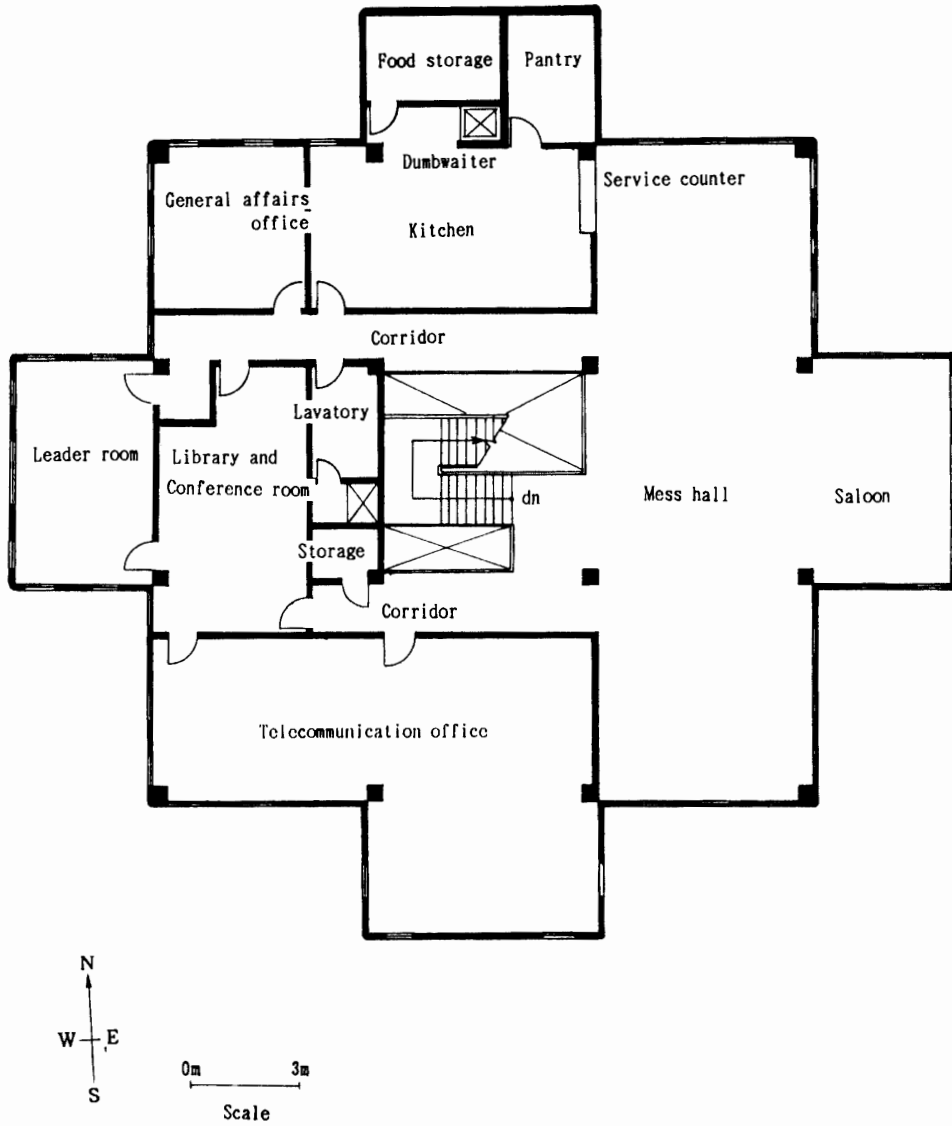 Food storage
Pantry
Dumbwaiter
Service counter
General affairs
office
Kitchen
Corridor
Lavatory
Leader room
Library and
Conference room
dn
Mess hall
Saloon
Storage
Corridor
Telecommunication office
N
W
E
S
0m
3m
Scale